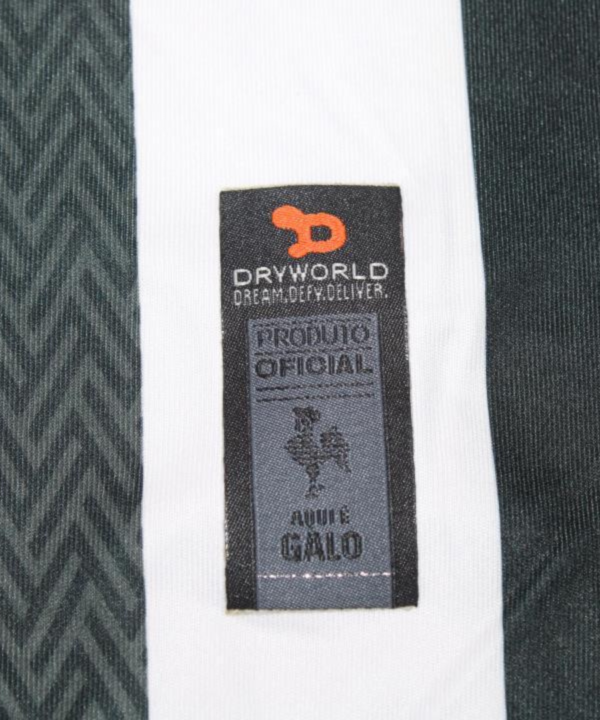 DRYWORLD
DREAM.DEFY.DELIVER.
PRODUTO
OFICIAL
AQUI É
GALO